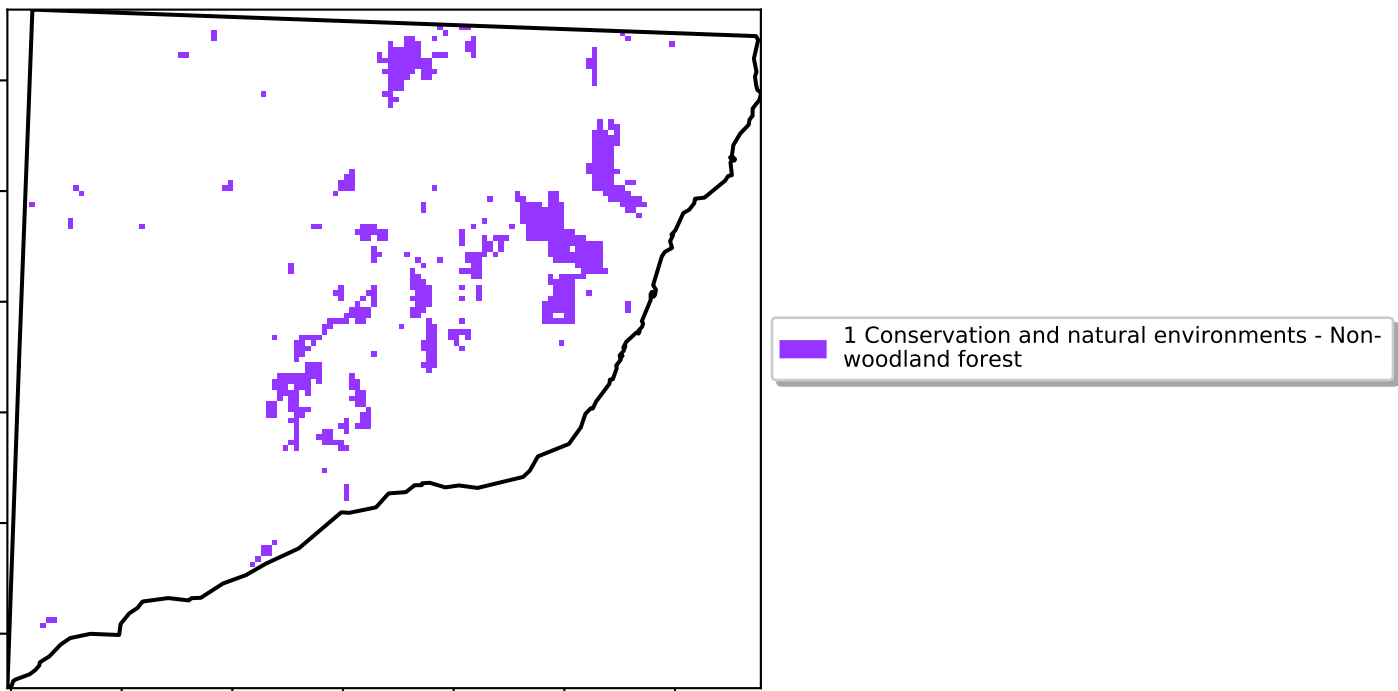 1 Conservation and natural environments - Non-
woodland forest